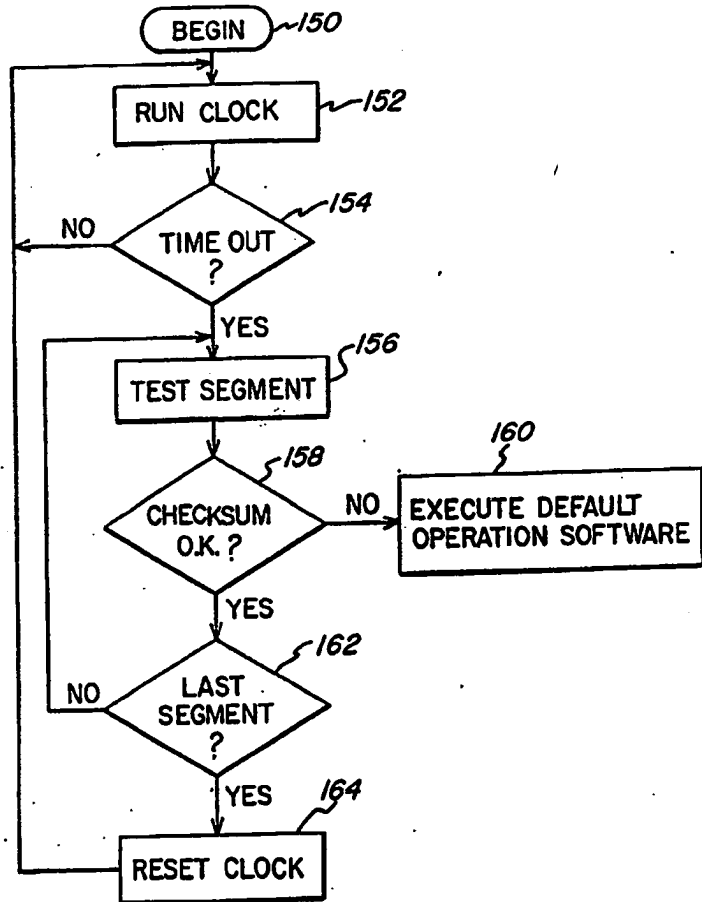 BEGIN
150
RUN CLOCK
152
154
NO
TIME OUT
?
YES
156
TEST SEGMENT
158
160
CHECKSUM
O.K. ?
NO
EXECUTE DEFAULT
OPERATION SOFTWARE
YES
162
NO
LAST
SEGMENT
?
YES
164
RESET CLOCK